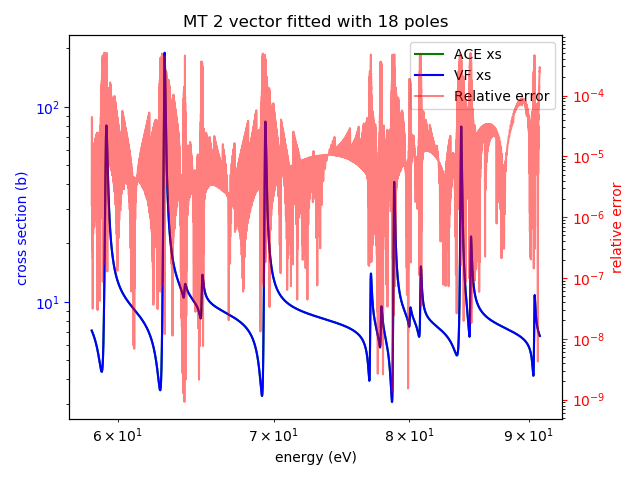 MT 2 vector fitted with 18 poles
ACE xs
VF xs
Relative error
cross section (b)
10²
10¹
10⁻⁴
10⁻⁵
10⁻⁶
10⁻⁷
10⁻⁸
10⁻⁹
relative error
6 × 10¹
7 × 10¹
8 × 10¹
9 × 10¹
energy (eV)